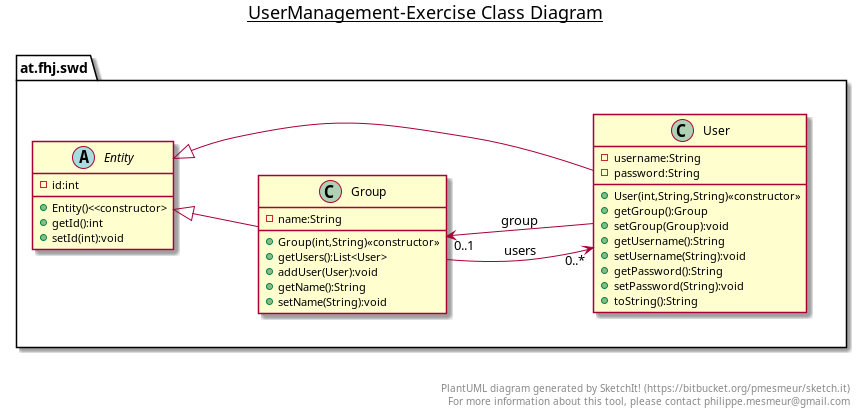 UserManagement-Exercise Class Diagram
at.fhj.swd
A Entity
id:int
Entity()<<constructor>
getId():int
setId(int):void
C Group
name:String
Group(int,String)«constructor»
getUsers():List<User>
addUser(User):void
getName():String
setName(String):void
C User
username:String
password:String
User(int,String,String)«constructor»
getGroup():Group
setGroup(Group):void
getUsername():String
setUsername(String):void
getPassword():String
setPassword(String):void
toString():String
group
0..1
users
0..*
PlantUML diagram generated by SketchIt! (https://bitbucket.org/pmesmeur/sketch.it)
For more information about this tool, please contact philippe.mesmeur@gmail.com